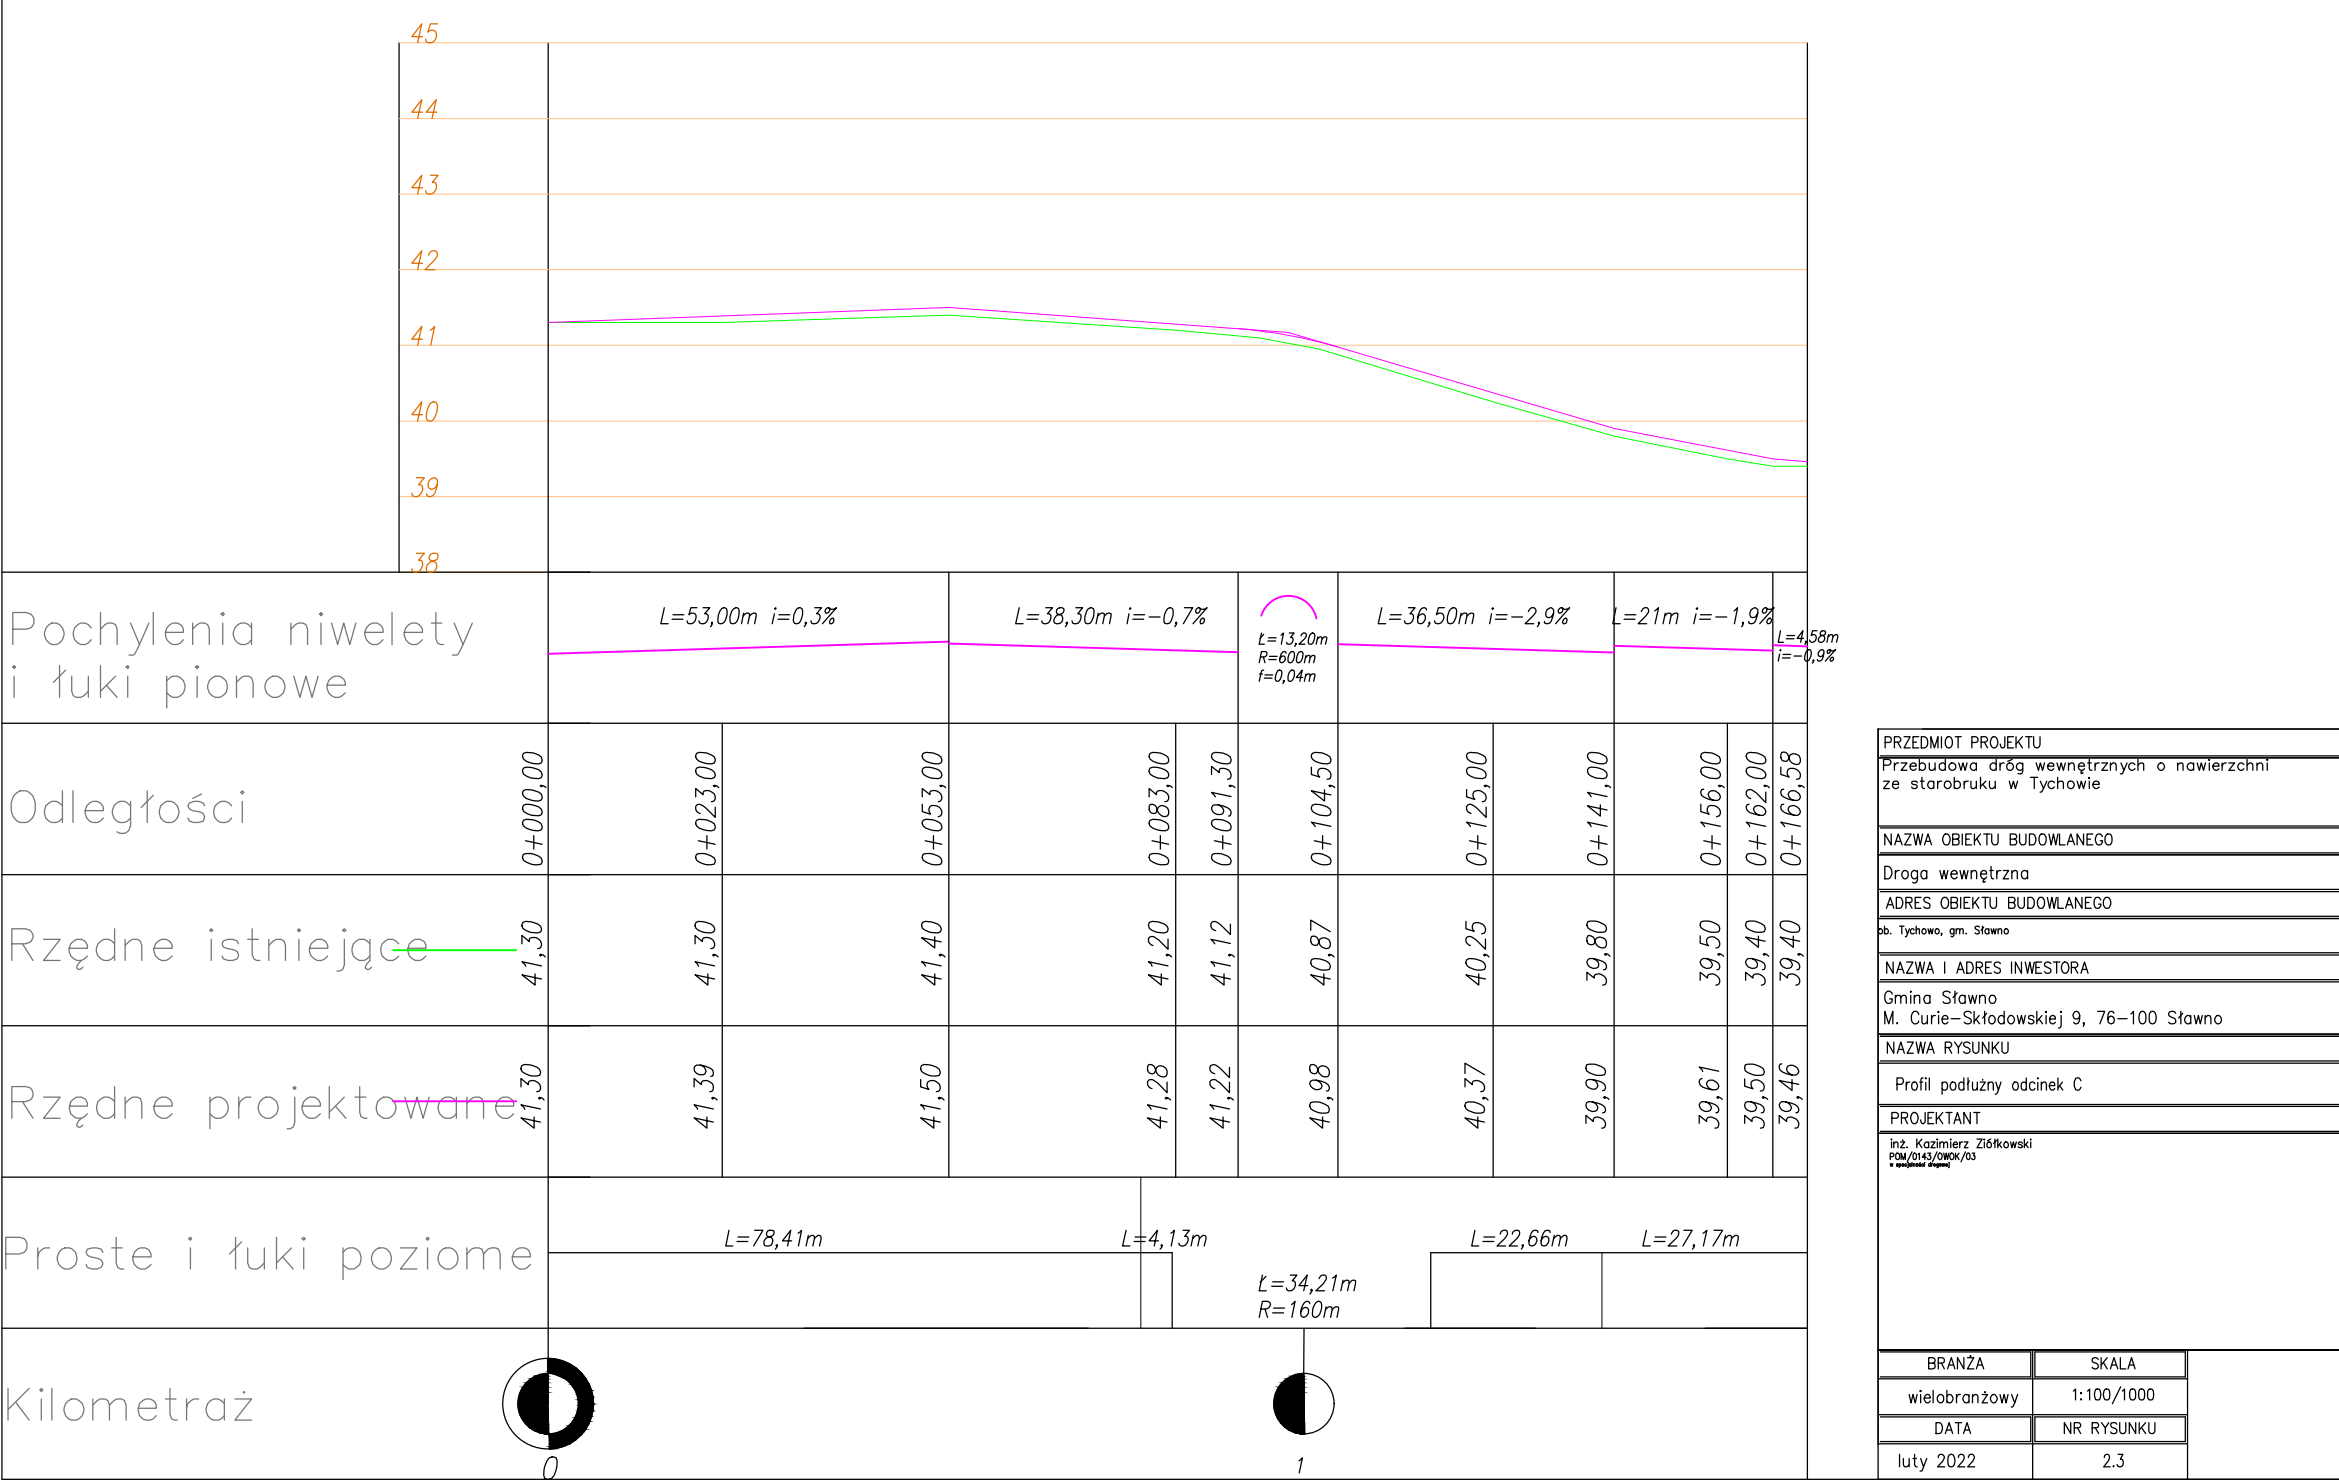 45
44
43
42
41
40
39
38
Pochylenia niwelety
i łuki pionowe
L=53,00m i=0,3%
L=38,30m i=-0,7%
Ł=13,20m
R=600m
f=0,04m
L=36,50m i=-2,9%
L=21m i=-1,9%
L=4,58m
i=-0,9%
Odległości
0+000,00
0+023,00
0+053,00
0+083,00
0+091,30
0+104,50
0+125,00
0+141,00
0+156,00
0+162,00
0+166,58
Rzędne istniejące
41,30
41,30
41,40
41,20
41,12
40,87
40,25
39,80
39,50
39,40
39,40
Rzędne projektowane
41,30
41,39
41,50
41,28
41,22
40,98
40,37
39,90
39,61
39,50
39,46
Proste i łuki poziome
L=78,41m
L=4,13m
Ł=34,21m
R=160m
L=22,66m
L=27,17m
Kilometraż
0
1
PRZEDMIOT PROJEKTU
Przebudowa dróg wewnętrznych o nawierzchni
ze starobruku w Tychowie
NAZWA OBIEKTU BUDOWLANEGO
Droga wewnętrzna
ADRES OBIEKTU BUDOWLANEGO
ob. Tychowo, gm. Sławno
NAZWA I ADRES INWESTORA
Gmina Sławno
M. Curie-Skłodowskiej 9, 76-100 Sławno
NAZWA RYSUNKU
Profil podłużny odcinek C
PROJEKTANT
inż. Kazimierz Ziółkowski
POM/0143/OWOK/03
w specjalności drogowej
BRANŻA
SKALA
wielobranżowy
1:100/1000
DATA
NR RYSUNKU
luty 2022
2.3